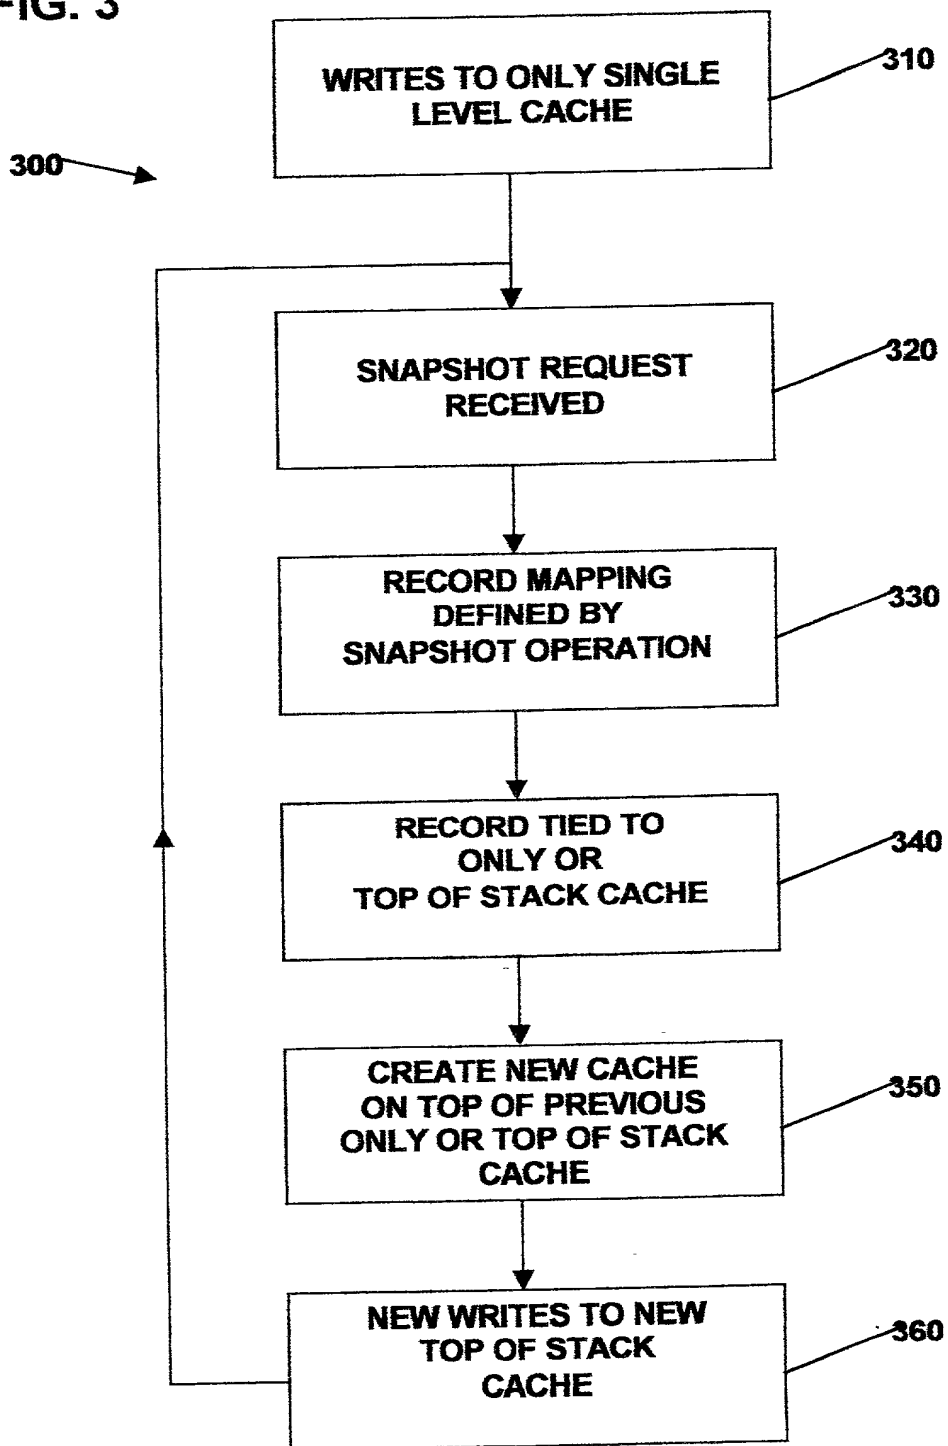 FIG. 3
WRITES TO ONLY SINGLE
LEVEL CACHE
310
300
SNAPSHOT REQUEST
RECEIVED
320
RECORD MAPPING
DEFINED BY
SNAPSHOT OPERATION
330
RECORD TIED TO
ONLY OR
TOP OF STACK CACHE
340
CREATE NEW CACHE
ON TOP OF PREVIOUS
ONLY OR TOP OF STACK
CACHE
350
NEW WRITES TO NEW
TOP OF STACK
CACHE
360